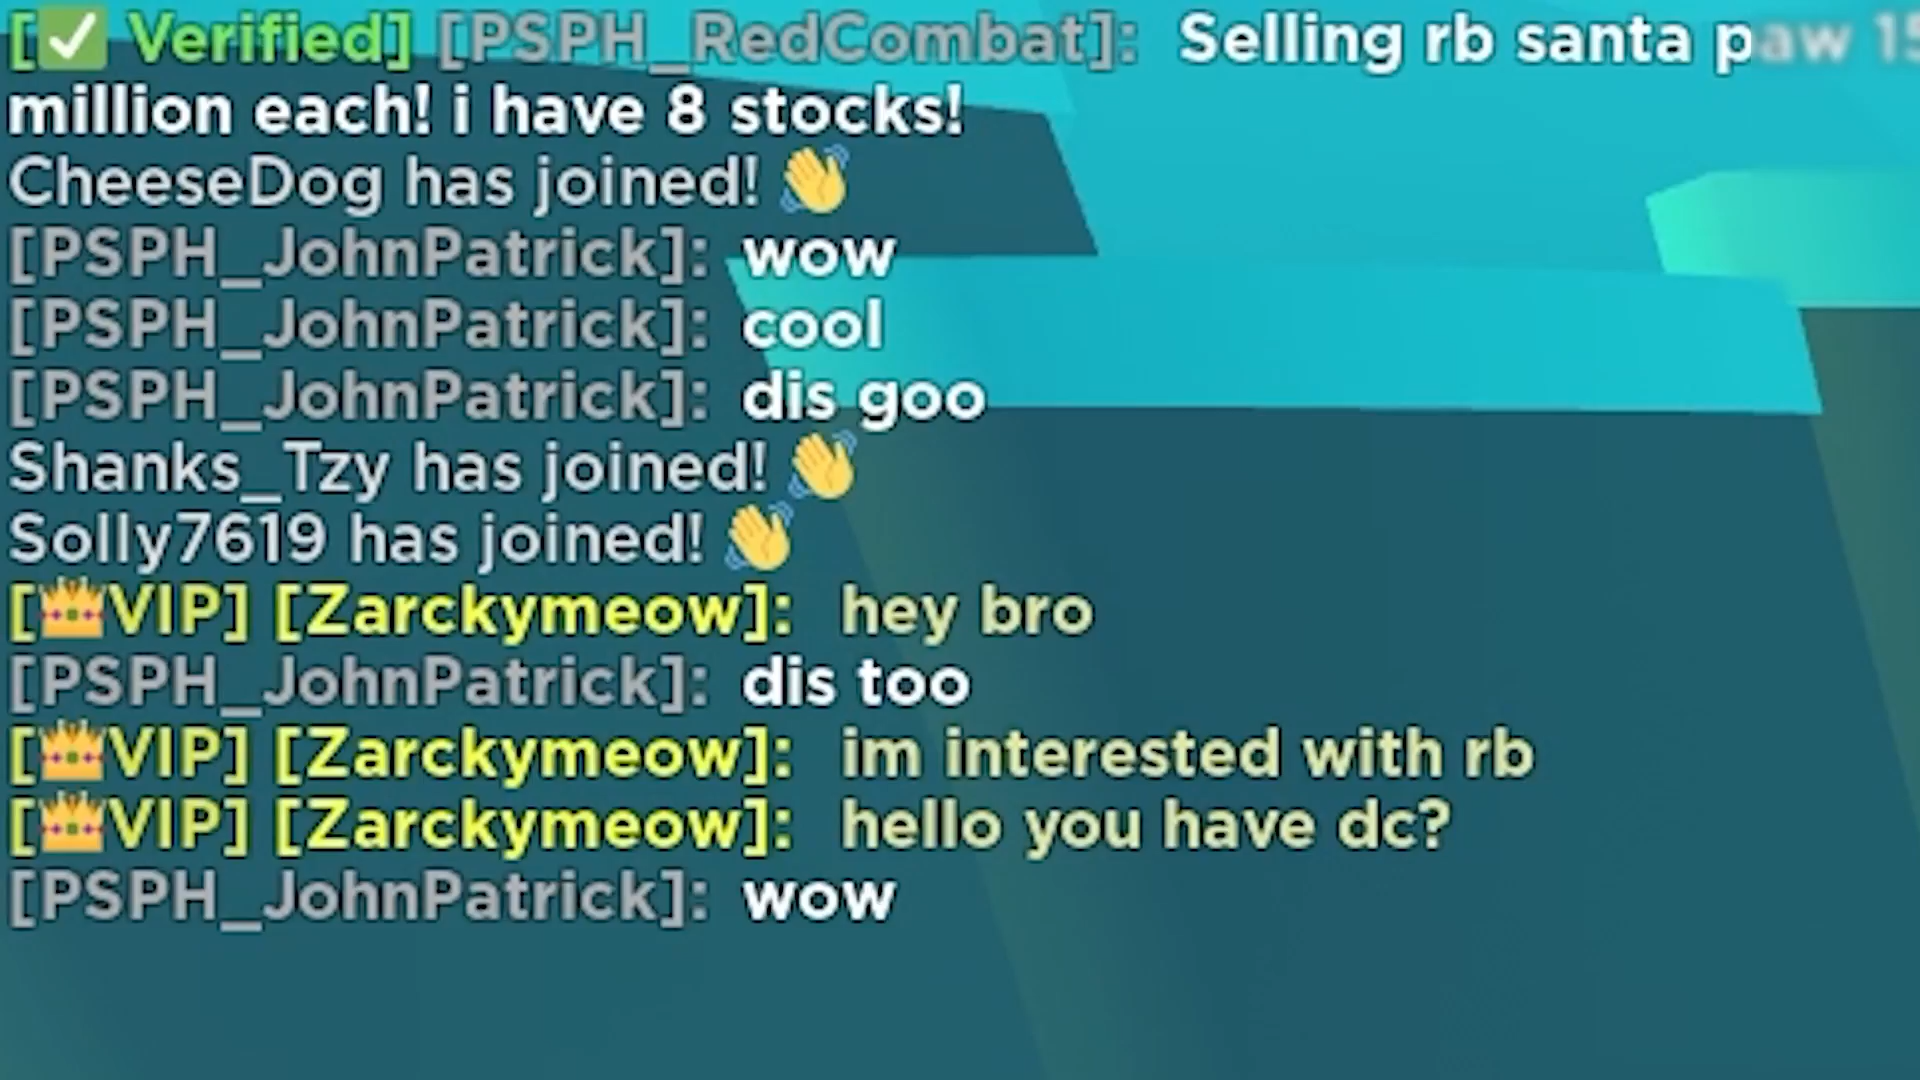 [✅ Verified] [PSPH_RedCombat]: Selling rb santa paw 15
million each! i have 8 stocks!
CheeseDog has joined! 👋
[PSPH_JohnPatrick]: wow
[PSPH_JohnPatrick]: cool
[PSPH_JohnPatrick]: dis goo
Shanks_Tzy has joined! 👋
Solly7619 has joined! 👋
[👑VIP] [Zarckymeow]: hey bro
[PSPH_JohnPatrick]: dis too
[👑VIP] [Zarckymeow]: im interested with rb
[👑VIP] [Zarckymeow]: hello you have dc?
[PSPH_JohnPatrick]: wow